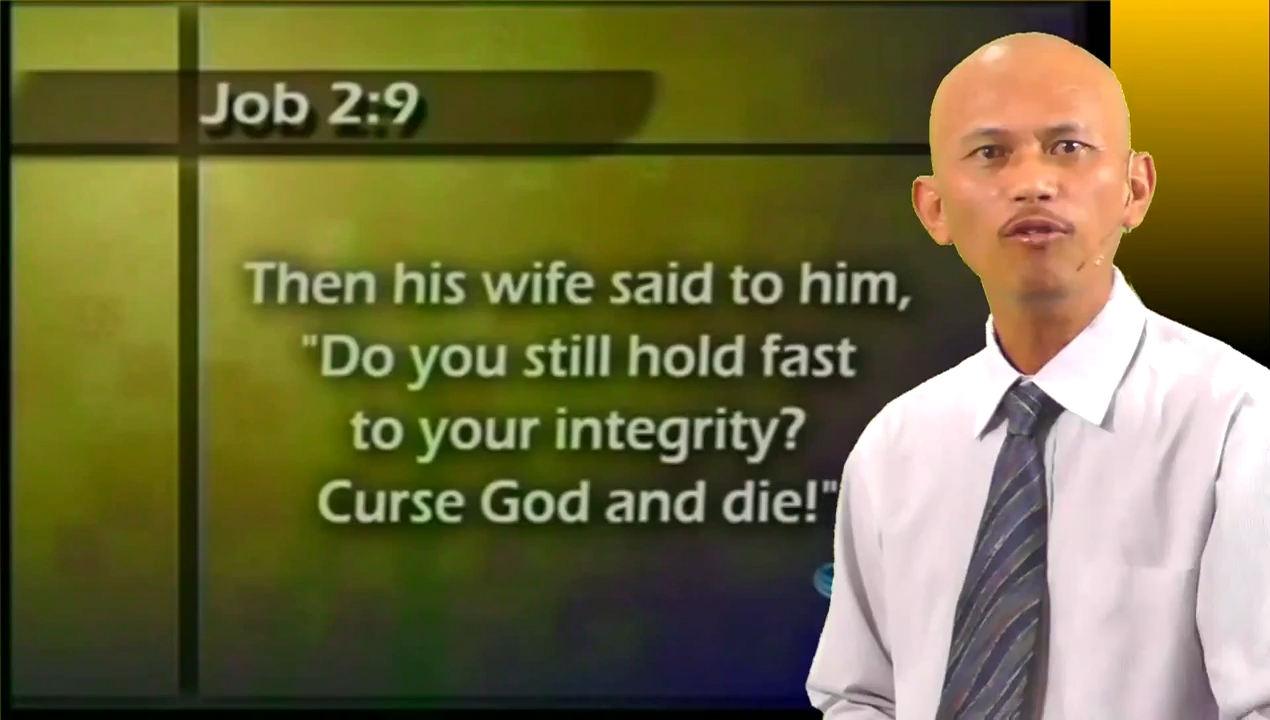 Job 2:9
Then his wife said to him,
"Do you still hold fast
to your integrity?
Curse God and die!"